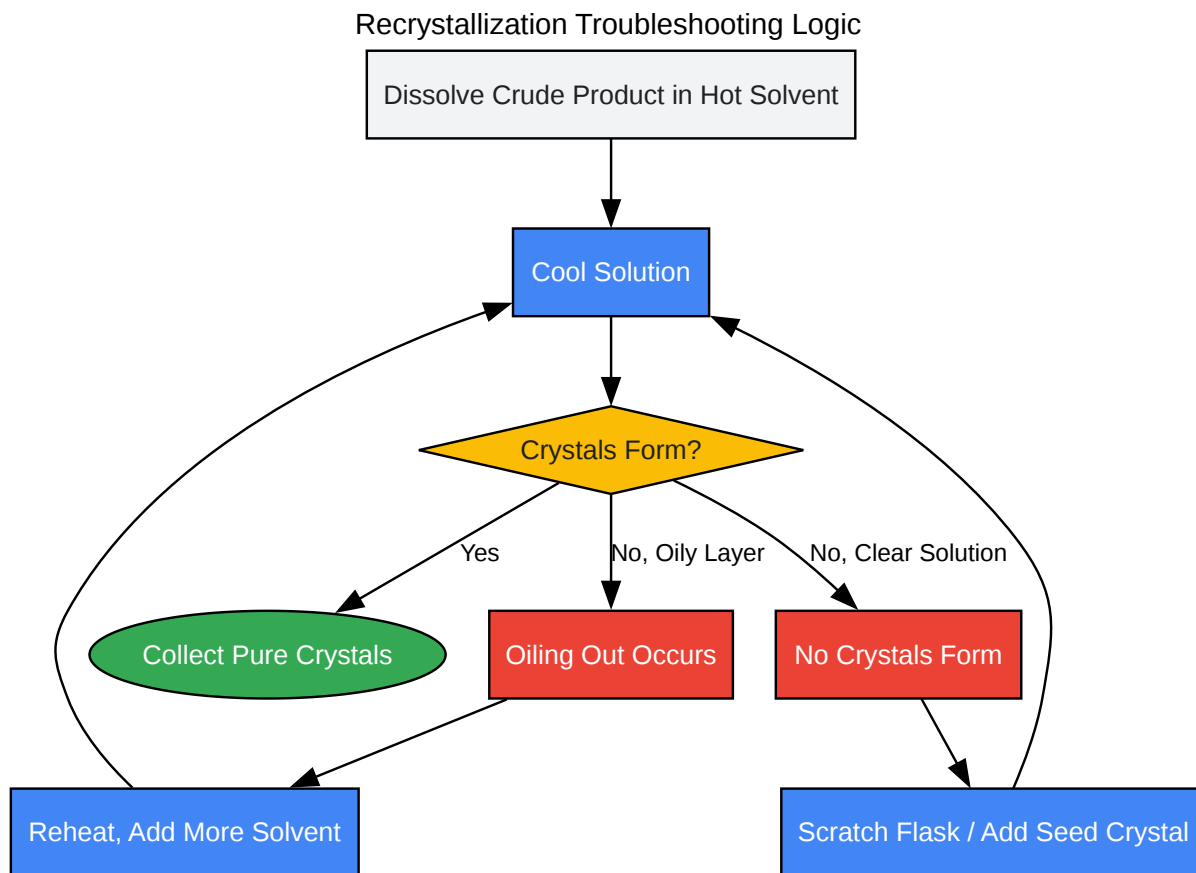 Recrystallization Troubleshooting Logic
Dissolve Crude Product in Hot Solvent
Cool Solution
Crystals Form?
Yes
No, Oily Layer
No, Clear Solution
Collect Pure Crystals
Oiling Out Occurs
No Crystals Form
Reheat, Add More Solvent
Scratch Flask / Add Seed Crystal